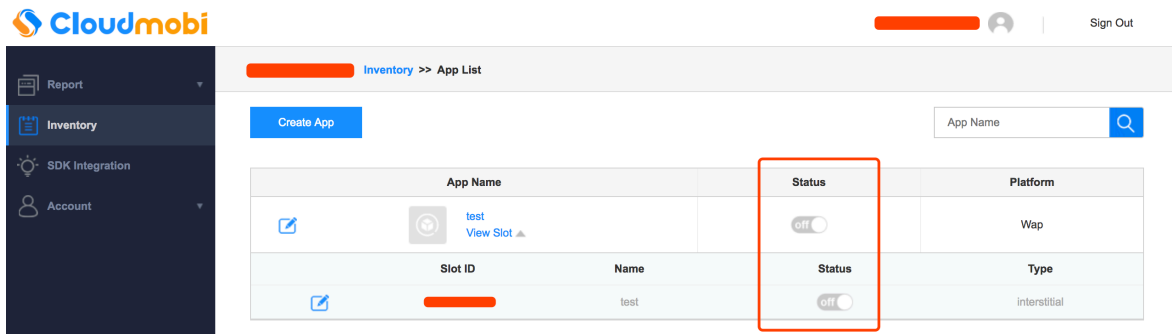 Cloudmobi
Sign Out
Inventory >> App List
Report
Inventory
SDK Integration
Account
Create App
App Name
App Name Status Platform
test off Wap
View Slot
Slot ID Name Status Type
test off interstitial